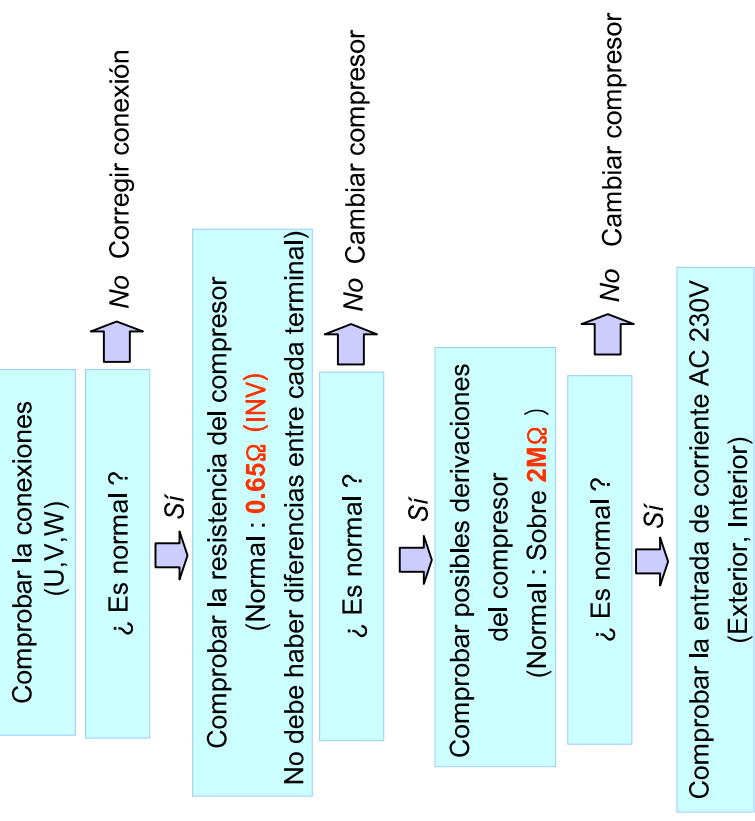 Comprobar la conexiones
(U,V,W)
¿ Es normal ?
No Corregir conexión
Sí
Comprobar la resistencia del compresor
(Normal : 0.65Ω (INV)
No debe haber diferencias entre cada terminal)
¿ Es normal ?
No Cambiar compresor
Sí
Comprobar posibles derivaciones
del compresor
(Normal : Sobre 2MΩ )
¿ Es normal ?
No Cambiar compresor
Sí
Comprobar la entrada de corriente AC 230V
(Exterior, Interior)